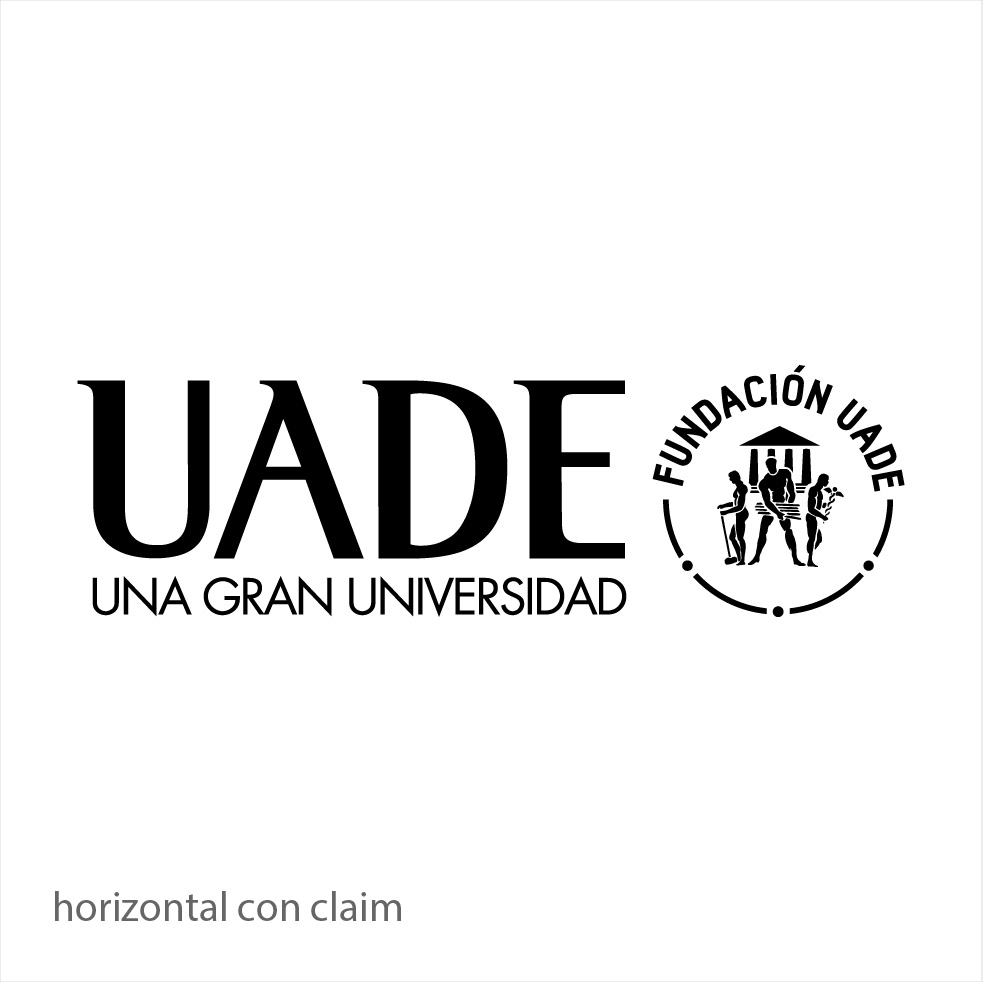 UADE
UNA GRAN UNIVERSIDAD
FUNDACIÓN UADE
horizontal con claim